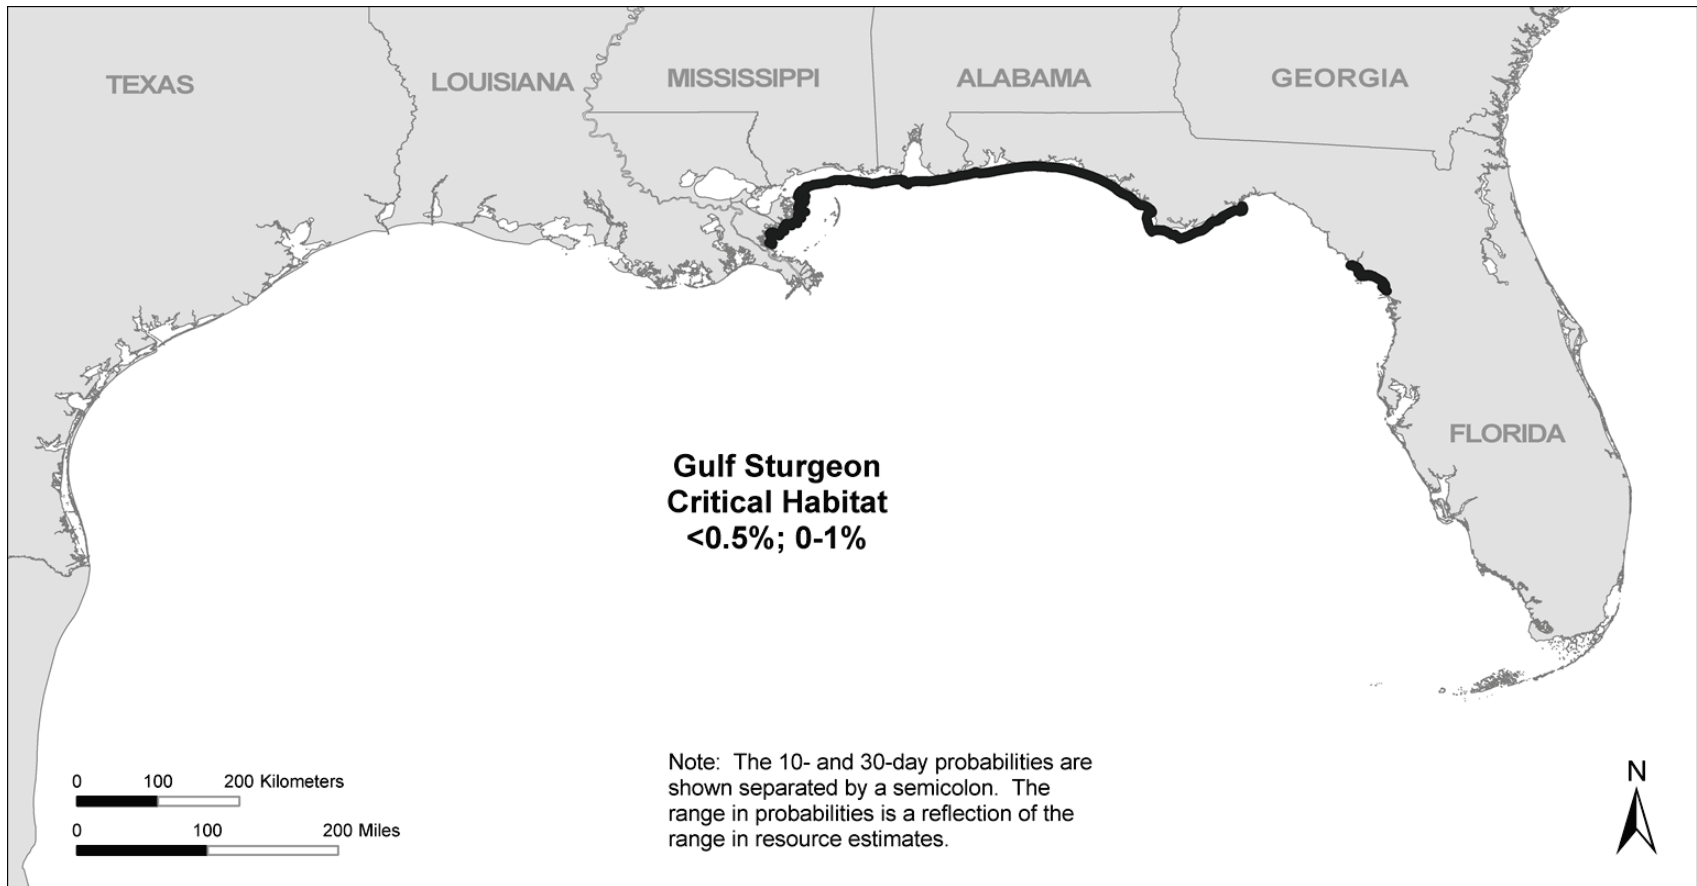 TEXAS
LOUISIANA
MISSISSIPPI
ALABAMA
GEORGIA
FLORIDA
Gulf Sturgeon
Critical Habitat
<0.5%; 0-1%
0 100 200 Kilometers
0 100 200 Miles
Note:  The 10- and 30-day probabilities are
shown separated by a semicolon.  The
range in probabilities is a reflection of the
range in resource estimates.
N